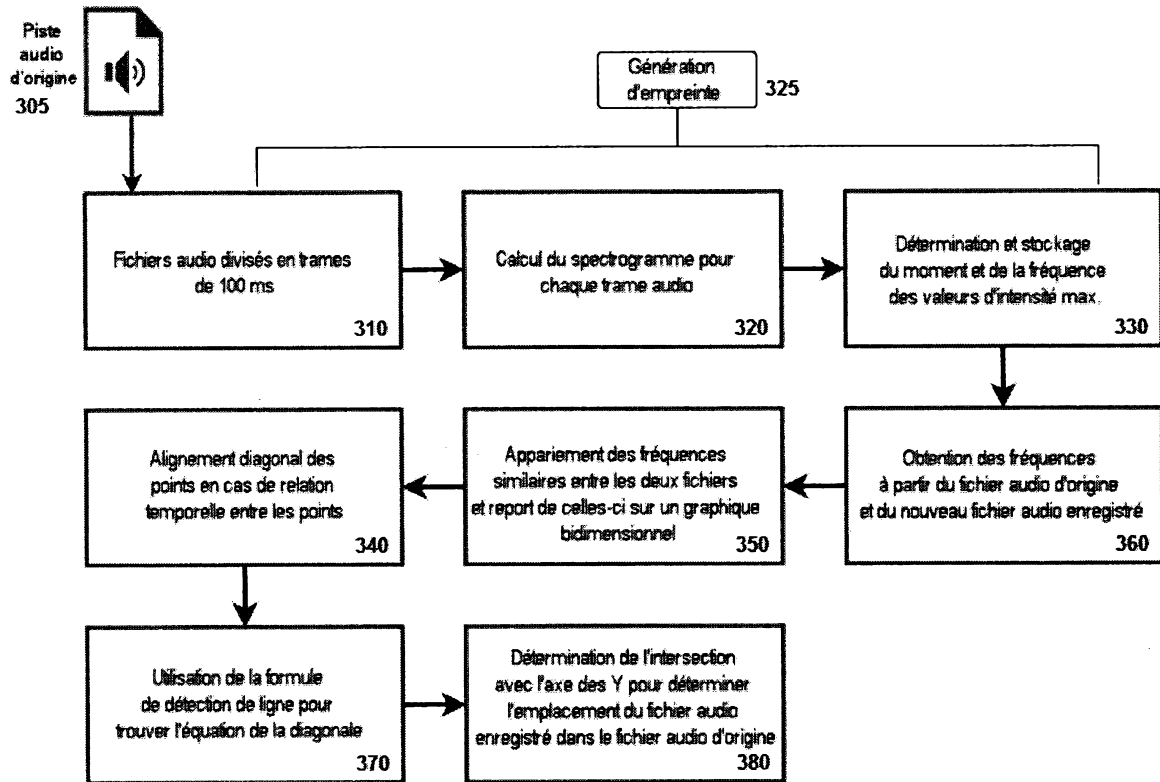 Piste
audio
d'origine
305
Génération
d'empreinte
325
Fichiers audio divisés en trames
de 100 ms
310
Calcul du spectrogramme pour
chaque trame audio
320
Détermination et stockage
du moment et de la fréquence
des valeurs d'intensité max.
330
Alignement diagonal des
points en cas de relation
temporelle entre les points
340
Appariement des fréquences
similaires entre les deux fichiers
et report de celles-ci sur un graphique
bidimensionnel
350
Obtention des fréquences
à partir du fichier audio d'origine
et du nouveau fichier audio enregistré
360
Utilisation de la formule
de détection de ligne pour
trouver l'équation de la diagonale
370
Détermination de l'intersection
avec l'axe des Y pour déterminer
l'emplacement du fichier audio
enregistré dans le fichier audio d'origine
380